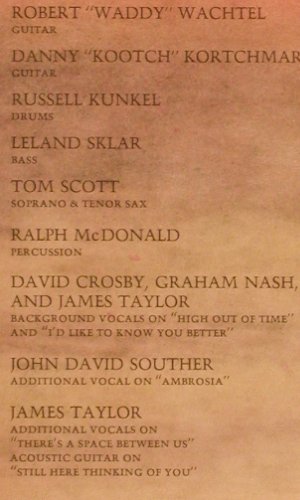 ROBERT "WADDY" WACHTEL
GUITAR
DANNY "KOOTCH" KORTCHMAR
GUITAR
RUSSELL KUNKEL
DRUMS
LELAND SKLAR
BASS
TOM SCOTT
SOPRANO & TENOR SAX
RALPH McDONALD
PERCUSSION
DAVID CROSBY, GRAHAM NASH,
AND JAMES TAYLOR
BACKGROUND VOCALS ON "HIGH OUT OF TIME"
AND "I'D LIKE TO KNOW YOU BETTER"
JOHN DAVID SOUTHER
ADDITIONAL VOCAL ON "AMBROSIA"
JAMES TAYLOR
ADDITIONAL VOCALS ON
"THERE'S A SPACE BETWEEN US"
ACOUSTIC GUITAR ON
"STILL HERE THINKING OF YOU"